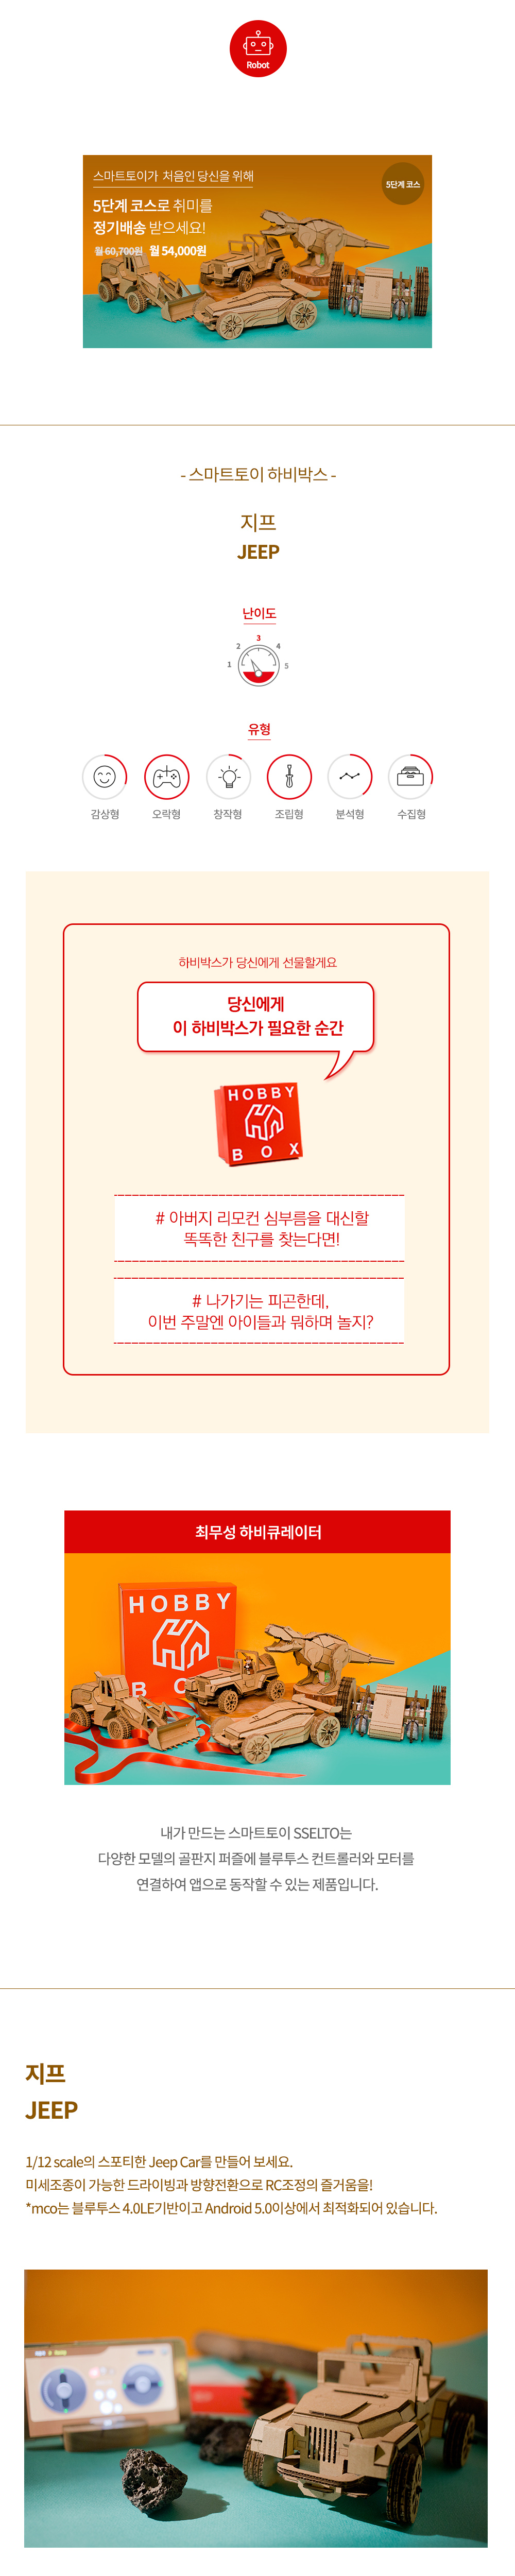 Robot
스마트토이가 처음인 당신을 위해
5단계 코스
5단계 코스로 취미를
정기배송 받으세요!
월 60,700원 월 54,000원
- 스마트토이 하비박스 -
지프
JEEP
난이도
1 2 3 4 5
유형
감상형 오락형 창작형 조립형 분석형 수집형
하비박스가 당신에게 선물할게요
당신에게
이 하비박스가 필요한 순간
HOBBY
BOX
# 아버지 리모컨 심부름을 대신할
똑똑한 친구를 찾는다면!
# 나가기는 피곤한데,
이번 주말엔 아이들과 뭐하며 놀지?
최무성 하비큐레이터
HOBBY
BO
내가 만드는 스마트토이 SSELTO는
다양한 모델의 골판지 퍼즐에 블루투스 컨트롤러와 모터를
연결하여 앱으로 동작할 수 있는 제품입니다.
지프
JEEP
1/12 scale의 스포티한 Jeep Car를 만들어 보세요.
미세조종이 가능한 드라이빙과 방향전환으로 RC조정의 즐거움을!
*mco는 블루투스 4.0LE기반이고 Android 5.0이상에서 최적화되어 있습니다.